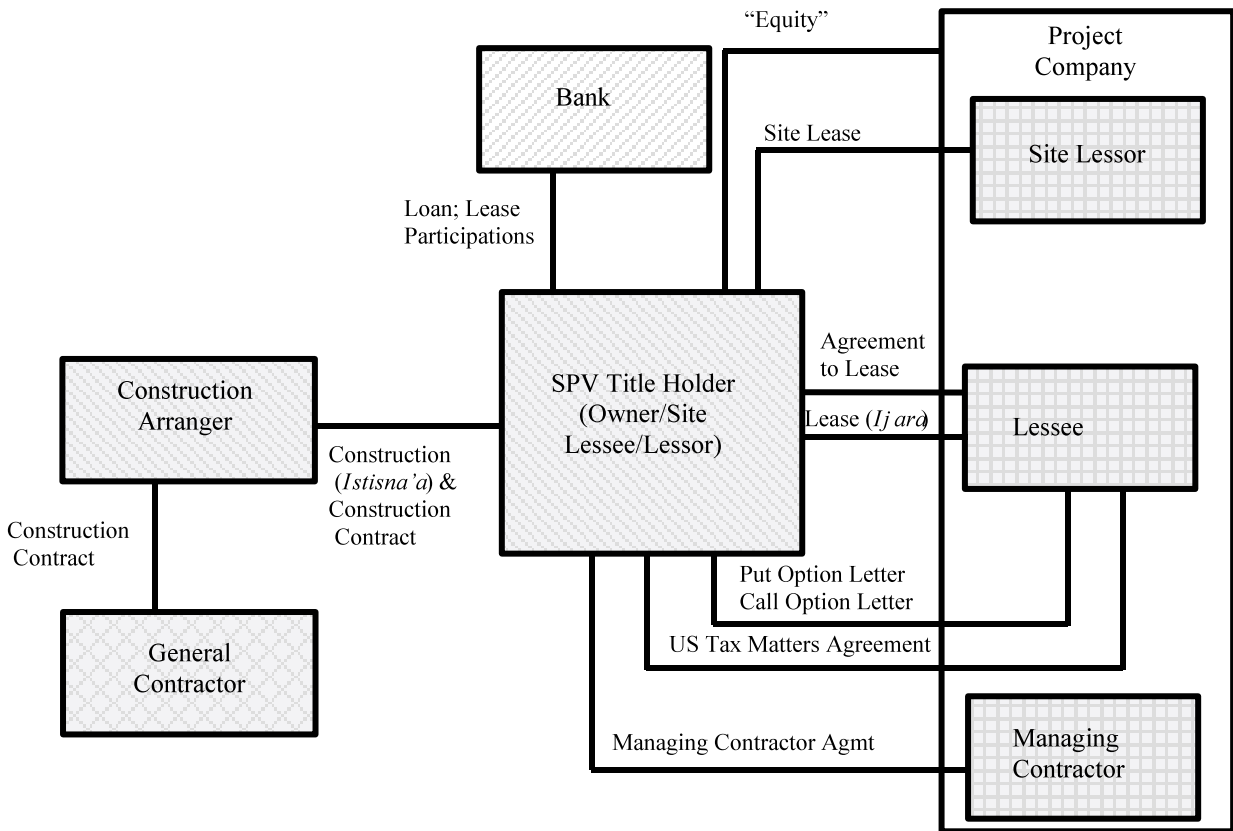 “Equity”
Project
Company
Bank
Site Lease
Site Lessor
Loan; Lease
Participations
Agreement
to Lease
Construction
Arranger
SPV Title Holder
(Owner/Site
Lessee/Lessor)
Lease (Ijara)
Lessee
Construction
(Istisna’a) &
Construction
Contract
Construction
Contract
Put Option Letter
Call Option Letter
General
Contractor
US Tax Matters Agreement
Managing Contractor Agmt
Managing
Contractor